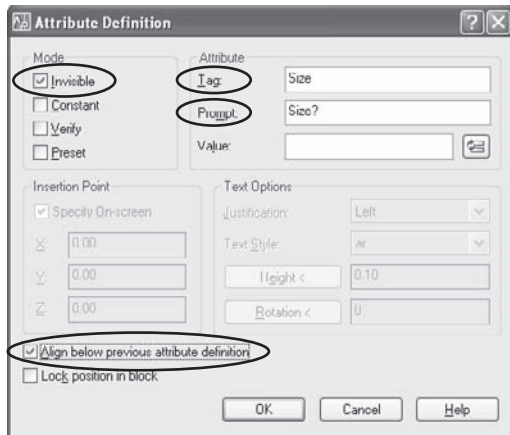 Attribute Definition
Mode
Invisible
Constant
Verify
Preset
Attribute
Tag: Size
Prompt: Size?
Value:
Insertion Point
Specify On-screen
X: 0.00
Y: 0.00
Z: 0.00
Text Options
Justification: Left
Text Style:
Height < 0.10
Rotation <
Align below previous attribute definition
Lock position in block
OK Cancel Help